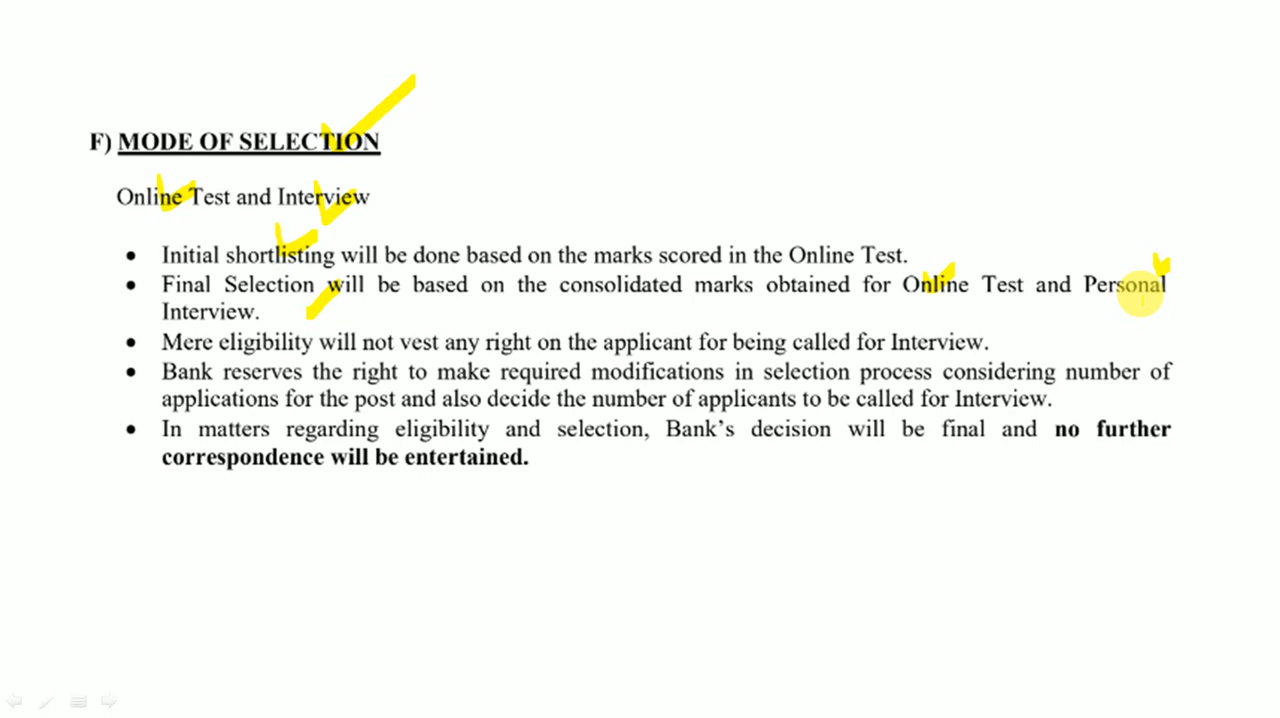 F) MODE OF SELECTION
Online Test and Interview
• Initial shortlisting will be done based on the marks scored in the Online Test.
• Final Selection will be based on the consolidated marks obtained for Online Test and Personal
Interview.
• Mere eligibility will not vest any right on the applicant for being called for Interview.
• Bank reserves the right to make required modifications in selection process considering number of
applications for the post and also decide the number of applicants to be called for Interview.
• In matters regarding eligibility and selection, Bank’s decision will be final and no further
correspondence will be entertained.